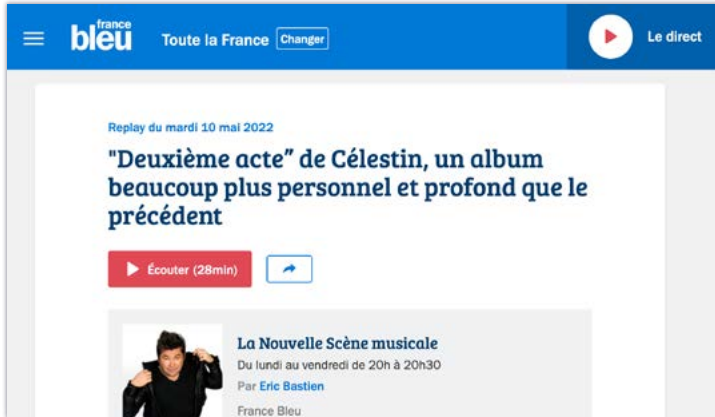 france
bleu
Toute la France Changer
Le direct
Replay du mardi 10 mai 2022
"Deuxième acte” de Célestin, un album
beaucoup plus personnel et profond que le
précédent
Écouter (28min)
La Nouvelle Scène musicale
Du lundi au vendredi de 20h à 20h30
Par Eric Bastien
France Bleu